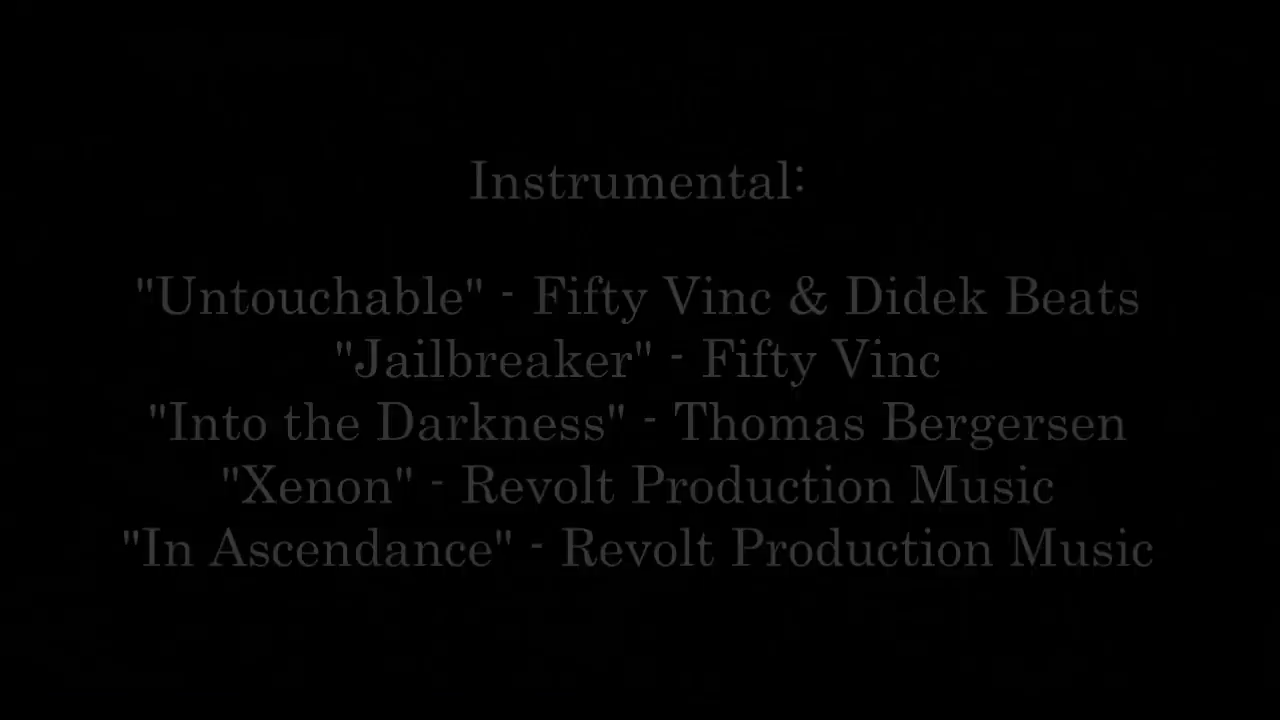 Instrumental:
"Untouchable" - Fifty Vinc & Didek Beats
"Jailbreaker" - Fifty Vinc
"Into the Darkness" - Thomas Bergersen
"Xenon" - Revolt Production Music
"In Ascendance" - Revolt Production Music